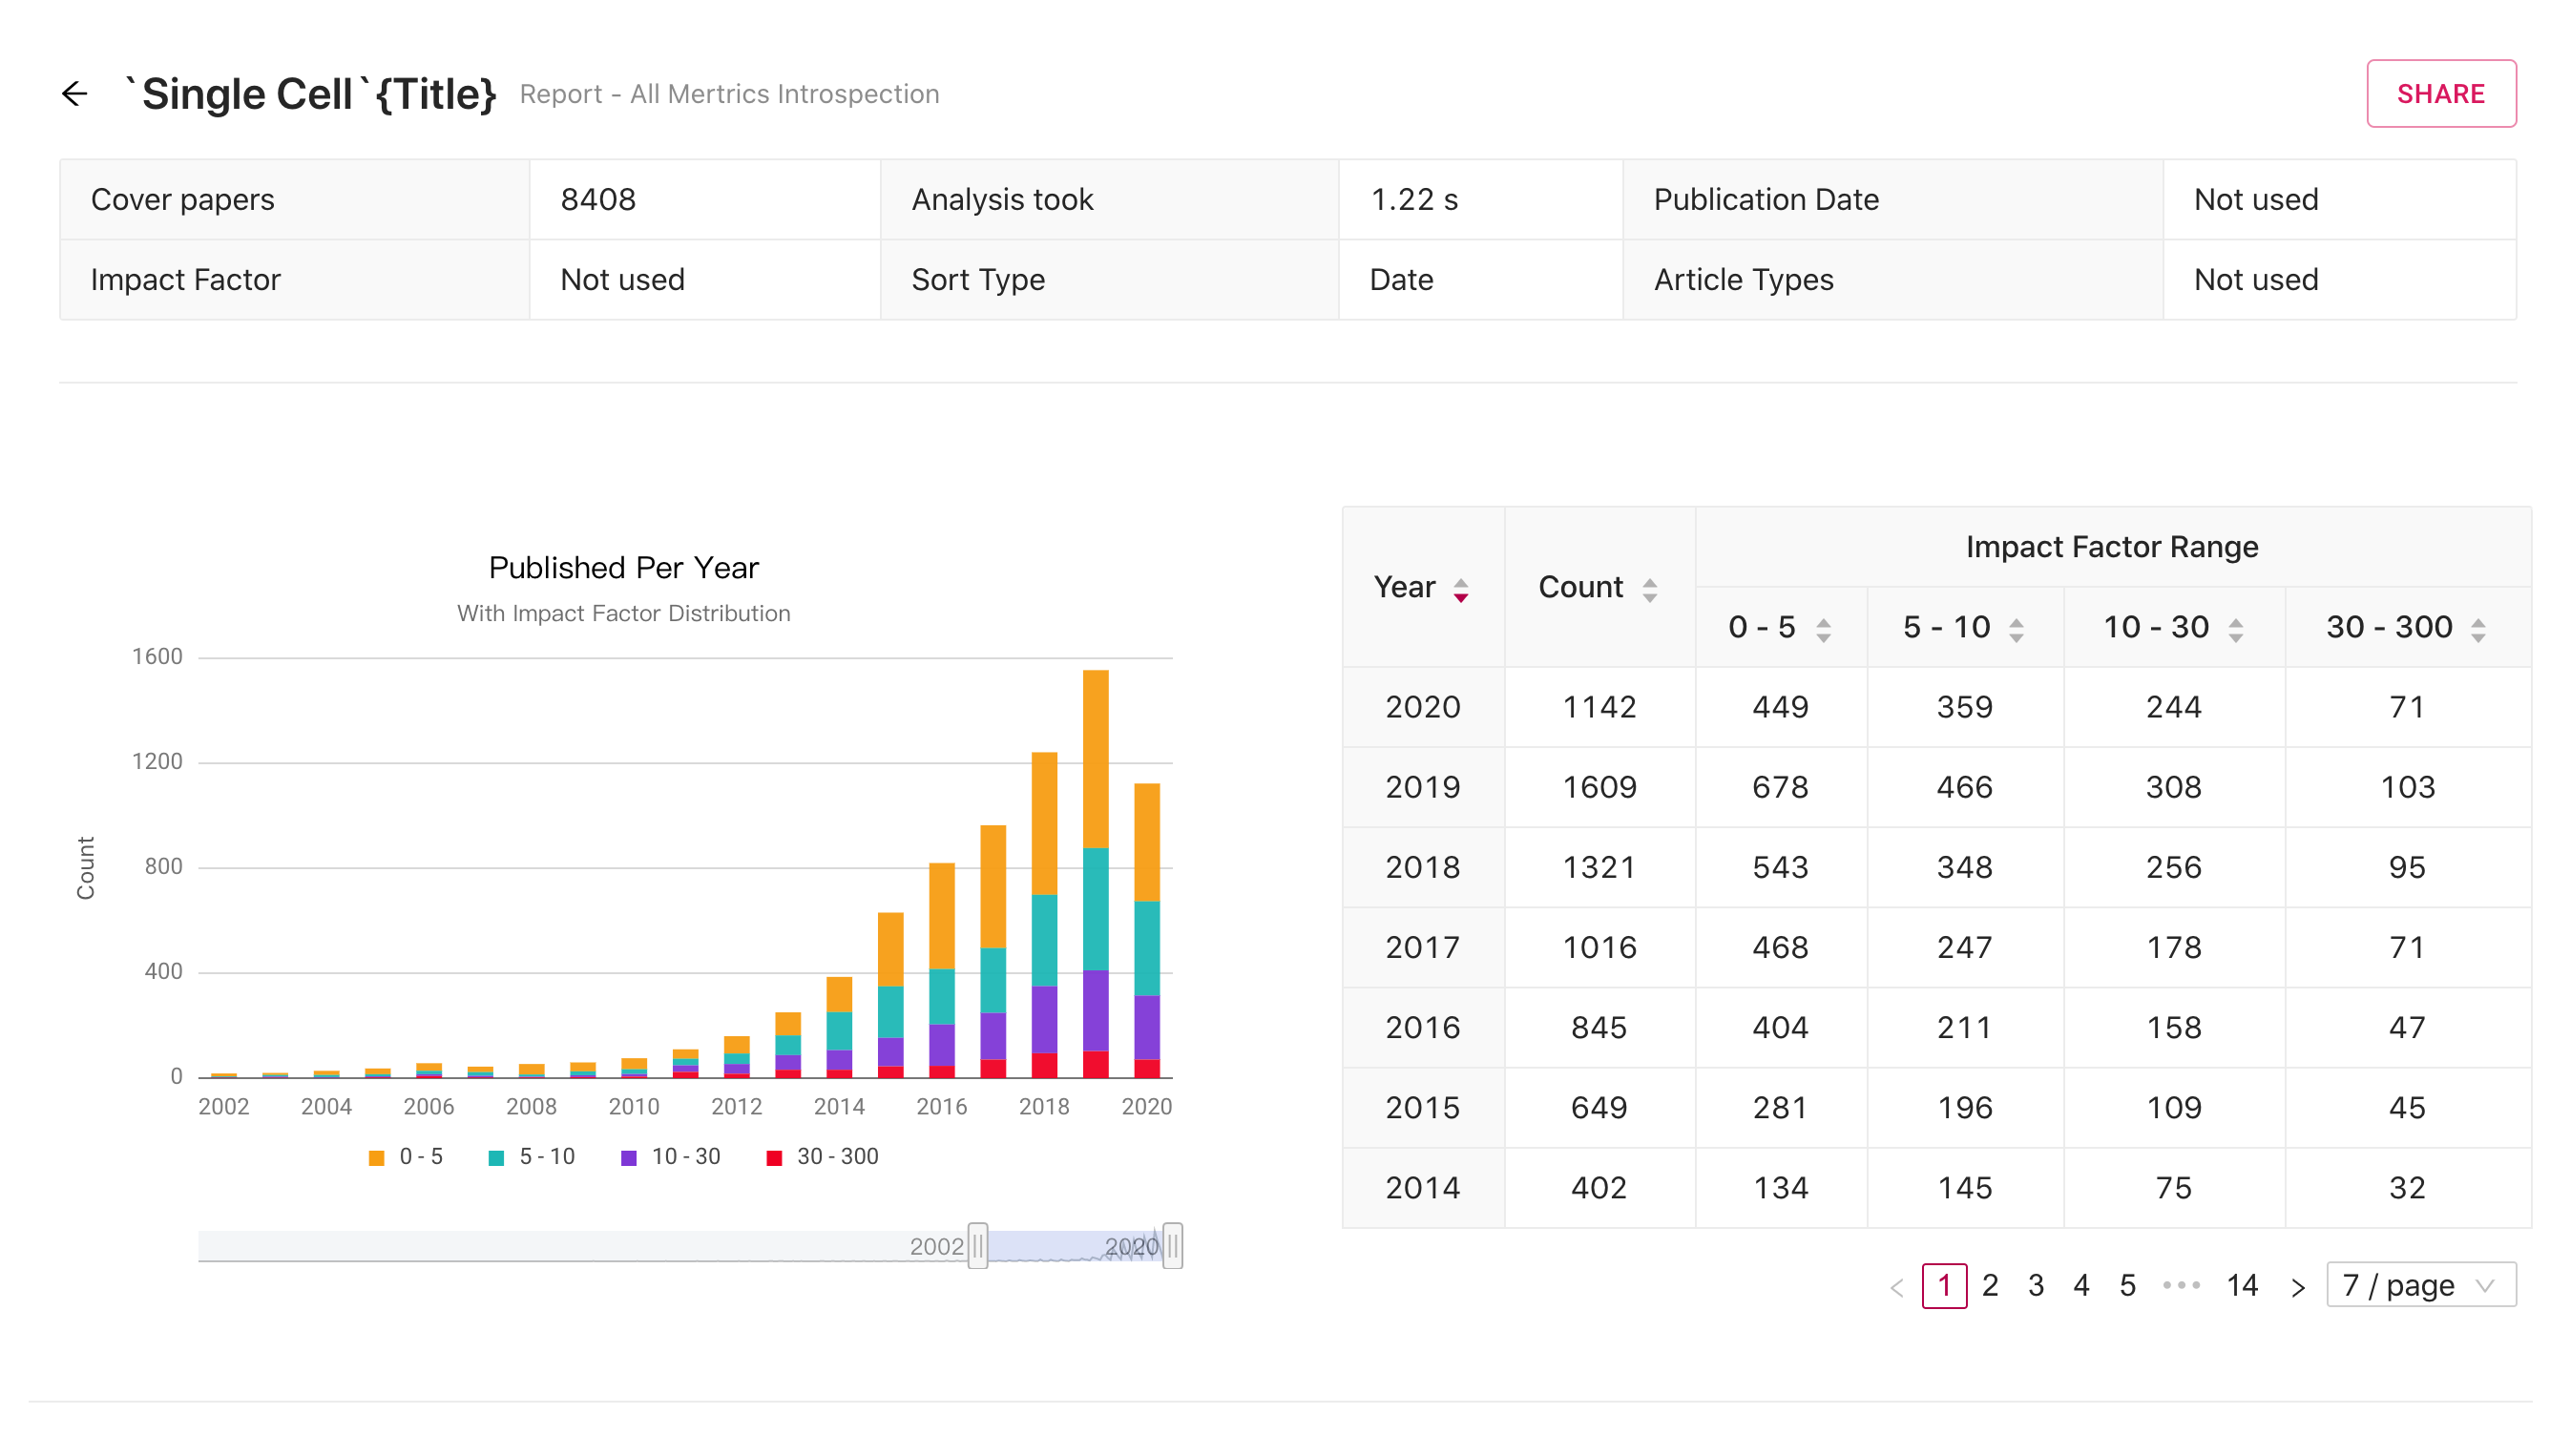 `Single Cell`{Title} Report - All Mertrics Introspection
SHARE
Cover papers 8408 Analysis took 1.22 s Publication Date Not used
Impact Factor Not used Sort Type Date Article Types Not used
Published Per Year
With Impact Factor Distribution
Count
1600
1200
800
400
0
2002 2004 2006 2008 2010 2012 2014 2016 2018 2020
0 - 5 5 - 10 10 - 30 30 - 300
2002 2020
Year Count Impact Factor Range
0 - 5 5 - 10 10 - 30 30 - 300
2020 1142 449 359 244 71
2019 1609 678 466 308 103
2018 1321 543 348 256 95
2017 1016 468 247 178 71
2016 845 404 211 158 47
2015 649 281 196 109 45
2014 402 134 145 75 32
< 1 2 3 4 5 ••• 14 > 7 / page